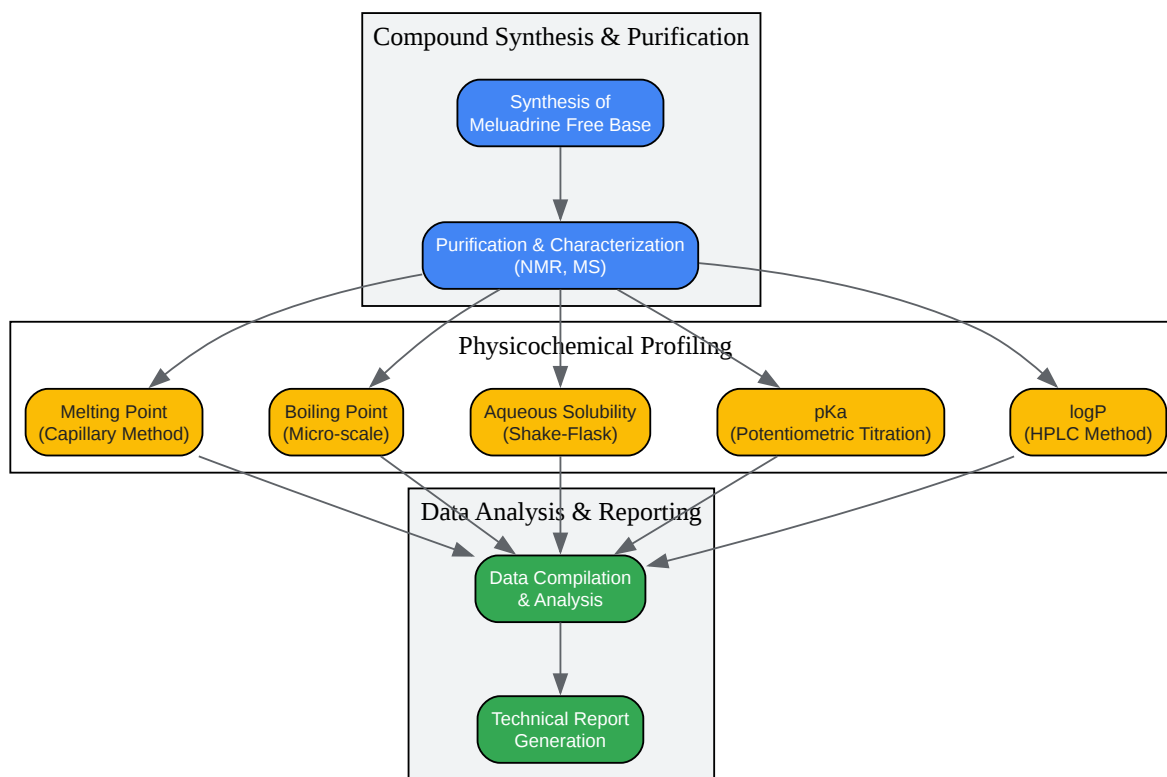 Compound Synthesis & Purification
Synthesis of
Meluadrine Free Base
Purification & Characterization
(NMR, MS)
Physicochemical Profiling
Melting Point
(Capillary Method)
Boiling Point
(Micro-scale)
Aqueous Solubility
(Shake-Flask)
pKa
(Potentiometric Titration)
logP
(HPLC Method)
Data Analysis & Reporting
Data Compilation
& Analysis
Technical Report
Generation